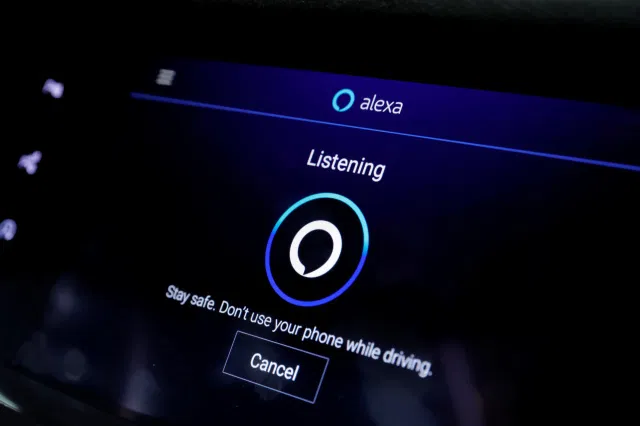 alexa
Listening
Stay safe. Don't use your phone while driving.
Cancel